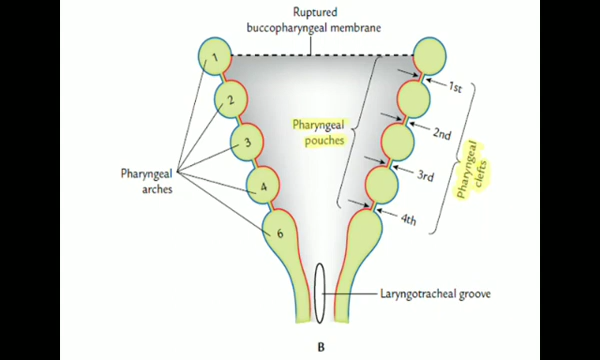 Ruptured
buccopharyngeal membrane
1
2
3
4
6
Pharyngeal
arches
Pharyngeal
pouches
1st
2nd
3rd
4th
Pharyngeal
clefts
Laryngotracheal groove
B